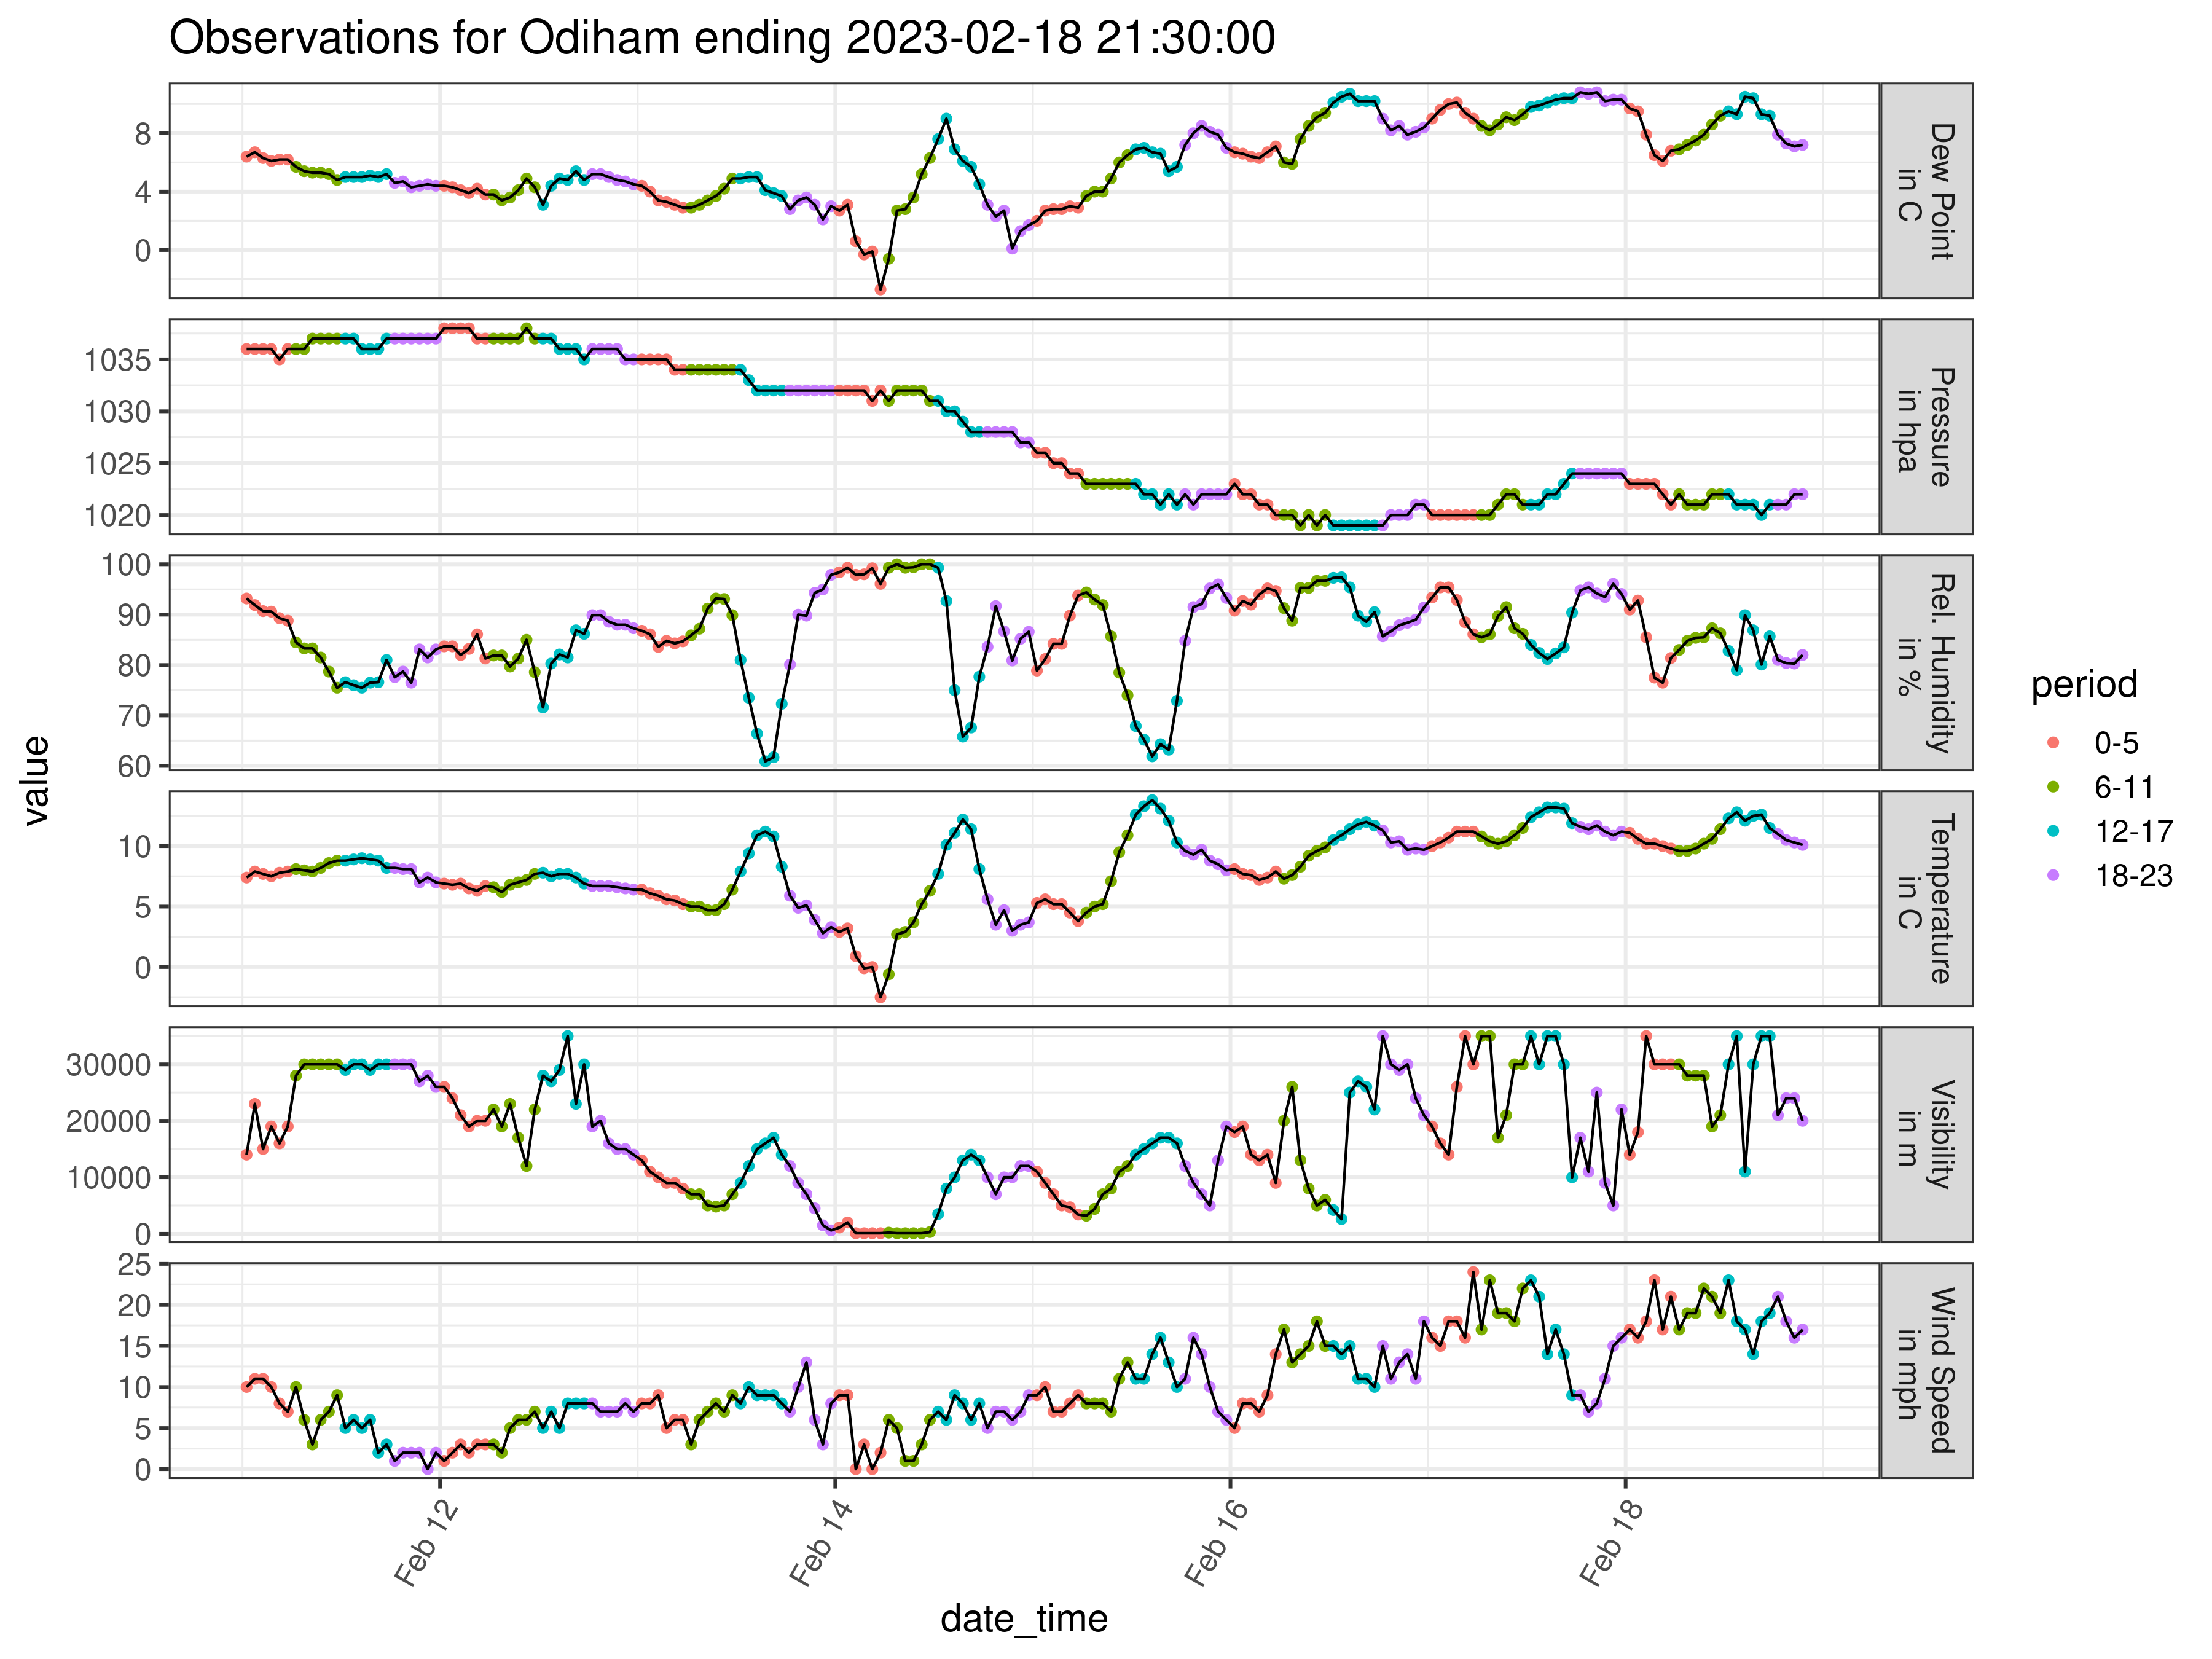 Observations for Odiham ending 2023-02-18 21:30:00
value
8
4
0
Dew Point
in C
1035
1030
1025
1020
Pressure
in hpa
100
90
80
70
60
Rel. Humidity
in %
10
5
0
Temperature
in C
30000
20000
10000
0
Visibility
in m
25
20
15
10
5
0
Wind Speed
in mph
Feb 12
Feb 14
Feb 16
Feb 18
date_time
period
0-5
6-11
12-17
18-23